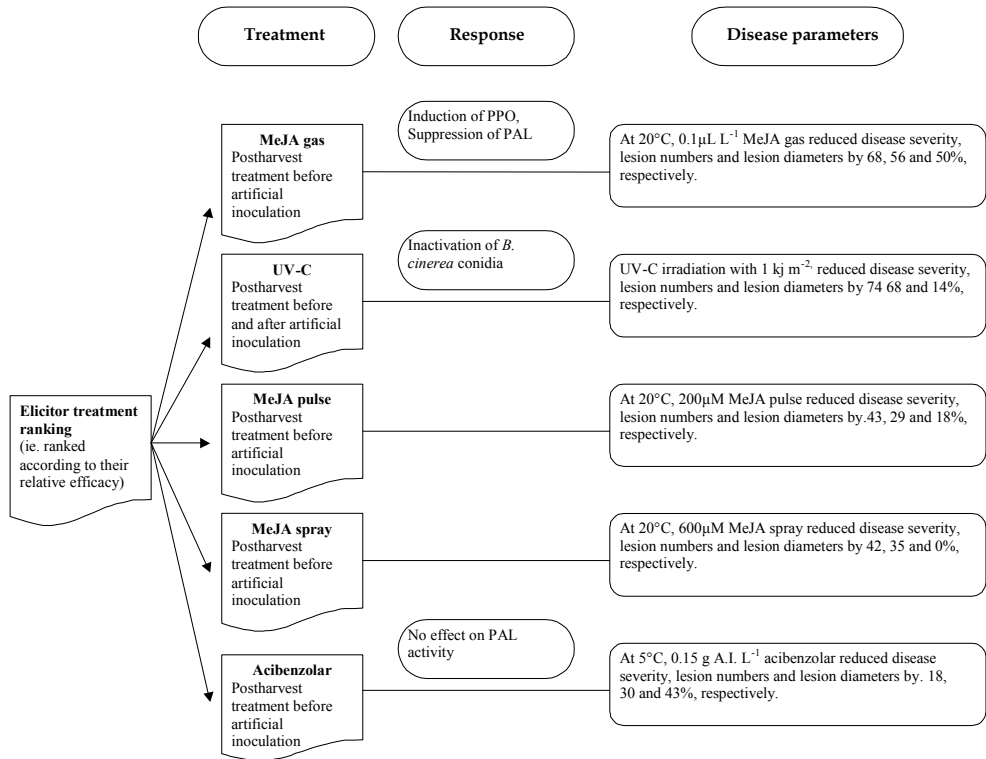 Treatment
Response
Disease parameters
Induction of PPO,
Suppression of PAL
MeJA gas
Postharvest
treatment before
artificial
inoculation
At 20°C, 0.1µL L⁻¹ MeJA gas reduced disease severity,
lesion numbers and lesion diameters by 68, 56 and 50%,
respectively.
Inactivation of B.
cinerea conidia
UV-C
Postharvest
treatment before
and after artificial
inoculation
UV-C irradiation with 1 kj m⁻², reduced disease severity,
lesion numbers and lesion diameters by 74 68 and 14%,
respectively.
Elicitor treatment
ranking
(ie. ranked
according to their
relative efficacy)
MeJA pulse
Postharvest
treatment before
artificial
inoculation
At 20°C, 200µM MeJA pulse reduced disease severity,
lesion numbers and lesion diameters by.43, 29 and 18%,
respectively.
MeJA spray
Postharvest
treatment before
artificial
inoculation
At 20°C, 600µM MeJA spray reduced disease severity,
lesion numbers and lesion diameters by 42, 35 and 0%,
respectively.
No effect on PAL
activity
Acibenzolar
Postharvest
treatment before
artificial
inoculation
At 5°C, 0.15 g A.I. L⁻¹ acibenzolar reduced disease
severity, lesion numbers and lesion diameters by. 18,
30 and 43%, respectively.